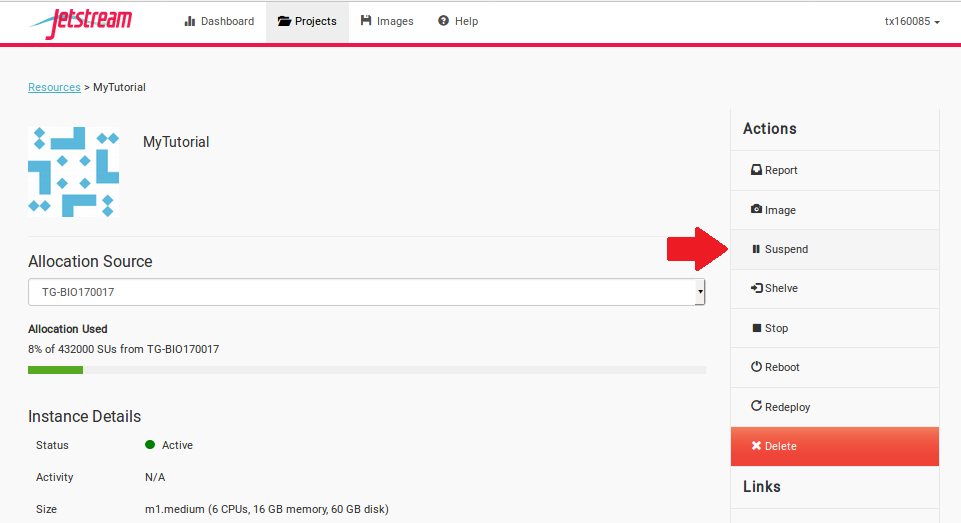 Jetstream
Dashboard Projects Images Help tx160085
Resources > MyTutorial
MyTutorial
Allocation Source
TG-BIO170017
Allocation Used
8% of 432000 SUs from TG-BIO170017
Instance Details
Status Active
Activity N/A
Size m1.medium (6 CPUs, 16 GB memory, 60 GB disk)
Actions
Report
Image
Suspend
Shelve
Stop
Reboot
Redeploy
Delete
Links